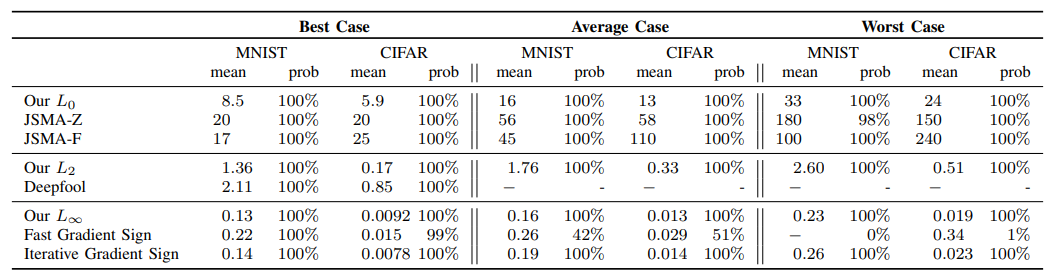 Best Case Average Case Worst Case
MNIST CIFAR MNIST CIFAR MNIST CIFAR
mean prob mean prob mean prob mean prob mean prob mean prob
Our L₀ 8.5 100% 5.9 100% 16 100% 13 100% 33 100% 24 100%
JSMA-Z 20 100% 20 100% 56 100% 58 100% 180 98% 150 100%
JSMA-F 17 100% 25 100% 45 100% 110 100% 100 100% 240 100%
Our L₂ 1.36 100% 0.17 100% 1.76 100% 0.33 100% 2.60 100% 0.51 100%
Deepfool 2.11 100% 0.85 100% − - − - − - − -
Our L∞ 0.13 100% 0.0092 100% 0.16 100% 0.013 100% 0.23 100% 0.019 100%
Fast Gradient Sign 0.22 100% 0.015 99% 0.26 42% 0.029 51% − 0% 0.34 1%
Iterative Gradient Sign 0.14 100% 0.0078 100% 0.19 100% 0.014 100% 0.26 100% 0.023 100%